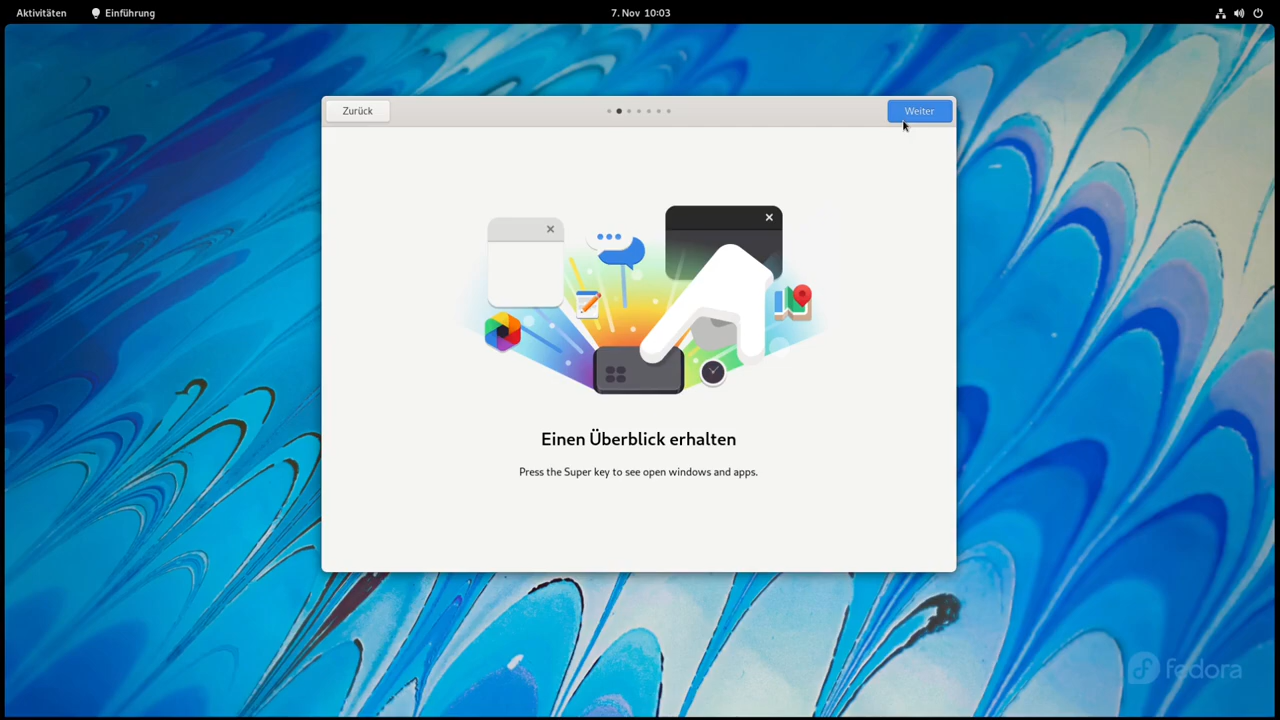 Aktivitäten Einführung 7. Nov 10:03
Zurück Weiter
Einen Überblick erhalten
Press the Super key to see open windows and apps.
fedora